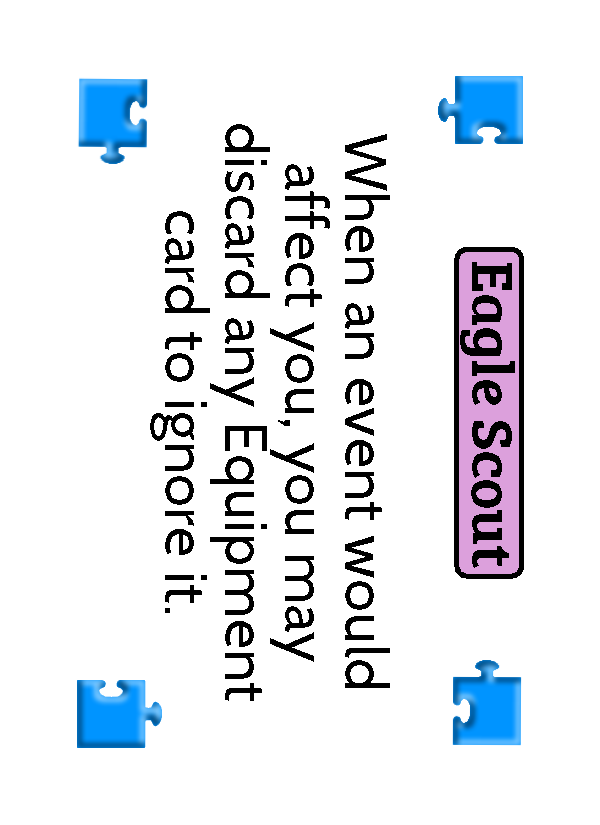 Eagle Scout
When an event would
affect you, you may
discard any Equipment
card to ignore it.